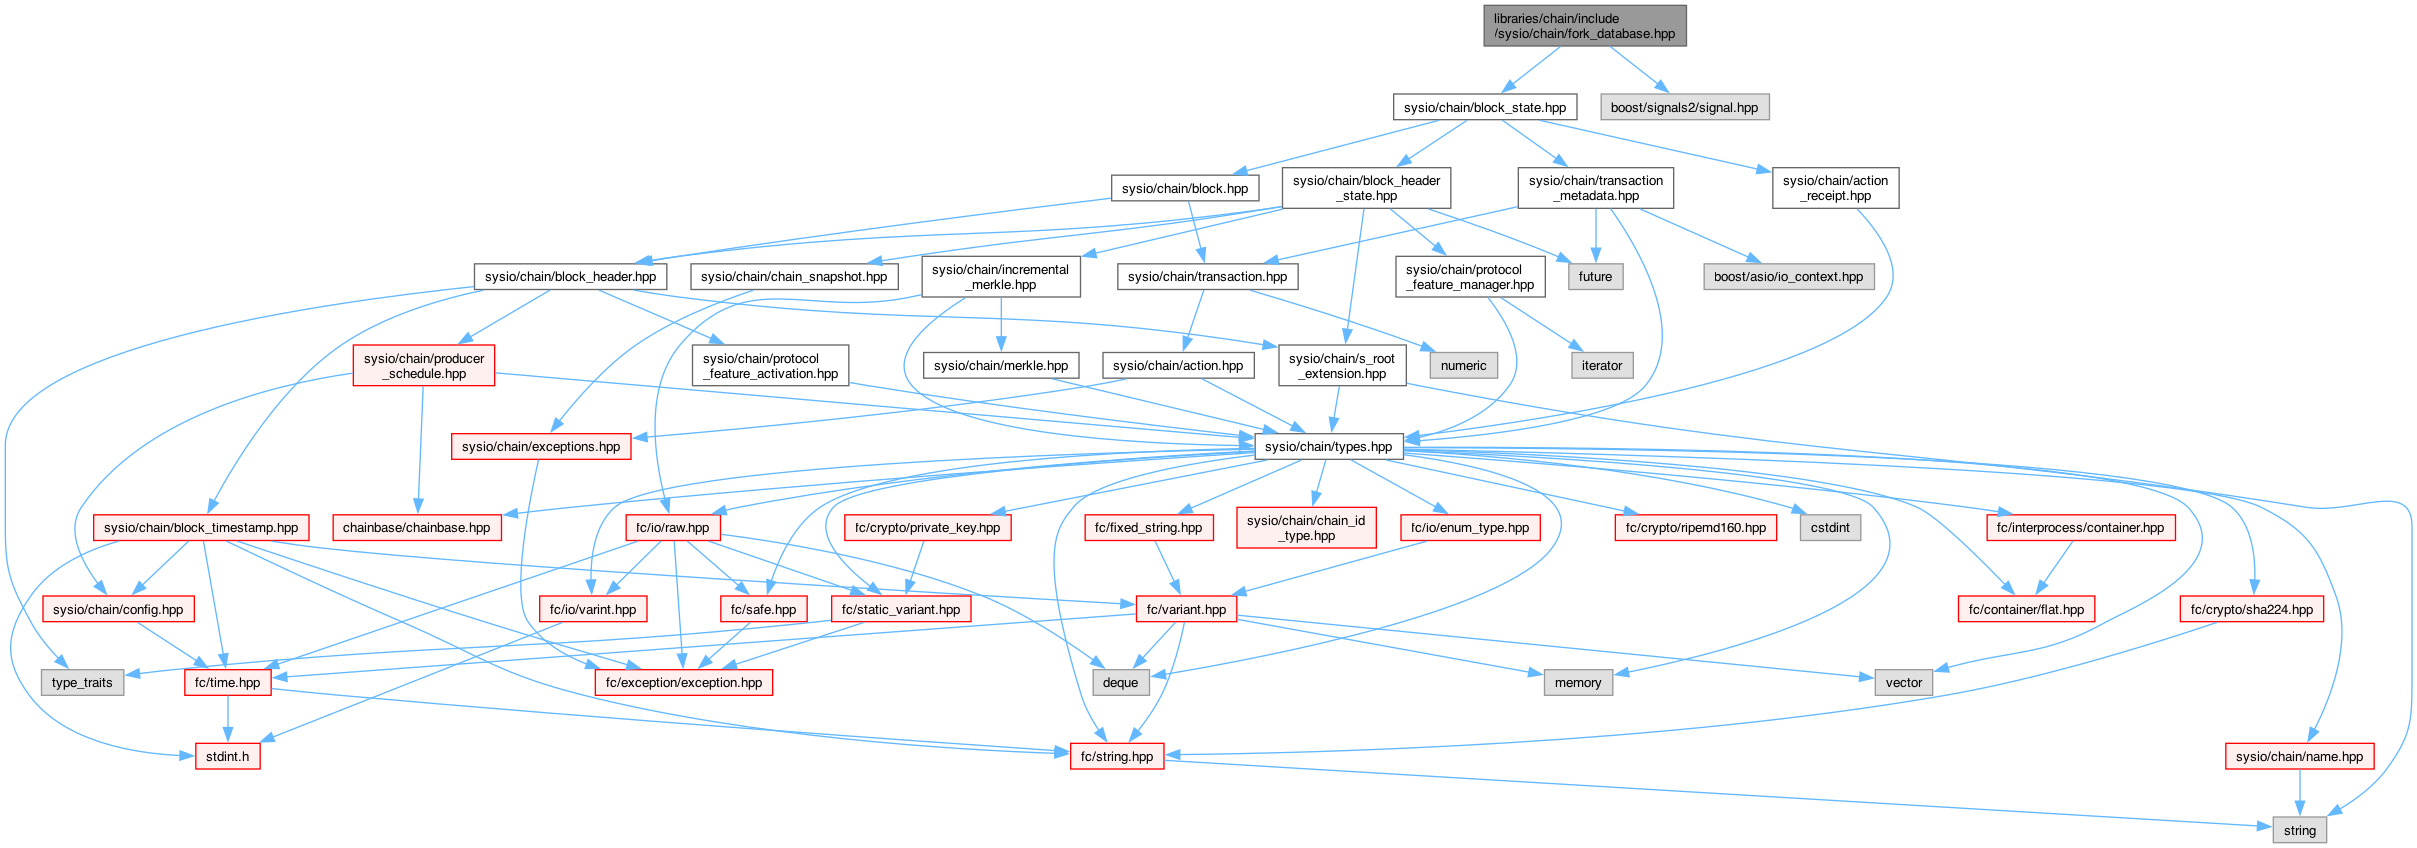 libraries/chain/include
/sysio/chain/fork_database.hpp
sysio/chain/block_state.hpp
boost/signals2/signal.hpp
sysio/chain/block.hpp
sysio/chain/block_header
_state.hpp
sysio/chain/transaction
_metadata.hpp
sysio/chain/action
_receipt.hpp
sysio/chain/block_header.hpp
sysio/chain/chain_snapshot.hpp
sysio/chain/incremental
_merkle.hpp
sysio/chain/transaction.hpp
sysio/chain/protocol
_feature_manager.hpp
future
boost/asio/io_context.hpp
sysio/chain/producer
_schedule.hpp
sysio/chain/protocol
_feature_activation.hpp
sysio/chain/merkle.hpp
sysio/chain/action.hpp
sysio/chain/s_root
_extension.hpp
numeric
iterator
sysio/chain/exceptions.hpp
sysio/chain/types.hpp
sysio/chain/block_timestamp.hpp
chainbase/chainbase.hpp
fc/io/raw.hpp
fc/crypto/private_key.hpp
fc/fixed_string.hpp
sysio/chain/chain_id
_type.hpp
fc/io/enum_type.hpp
fc/crypto/ripemd160.hpp
cstdint
fc/interprocess/container.hpp
sysio/chain/config.hpp
fc/io/varint.hpp
fc/safe.hpp
fc/static_variant.hpp
fc/variant.hpp
fc/container/flat.hpp
fc/crypto/sha224.hpp
type_traits
fc/time.hpp
fc/exception/exception.hpp
deque
memory
vector
stdint.h
fc/string.hpp
sysio/chain/name.hpp
string